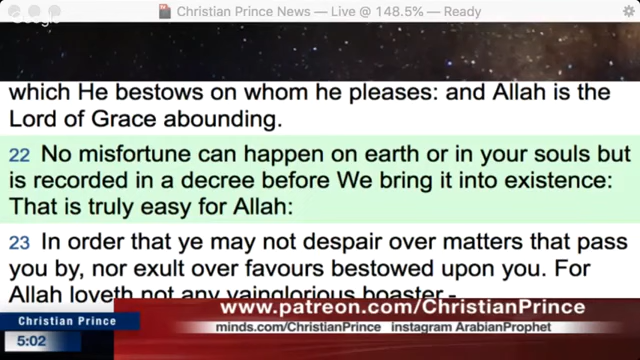 Christian Prince News — Live @ 148.5% — Ready
Google
which He bestows on whom he pleases: and Allah is the
Lord of Grace abounding.
22 No misfortune can happen on earth or in your souls but
is recorded in a decree before We bring it into existence:
That is truly easy for Allah:
23 In order that ye may not despair over matters that pass
you by, nor exult over favours bestowed upon you. For
Allah loveth not any vainglorious boaster,-
www.patreon.com/ChristianPrince
Christian Prince
minds.com/ChristianPrince instagram ArabianProphet
5:02